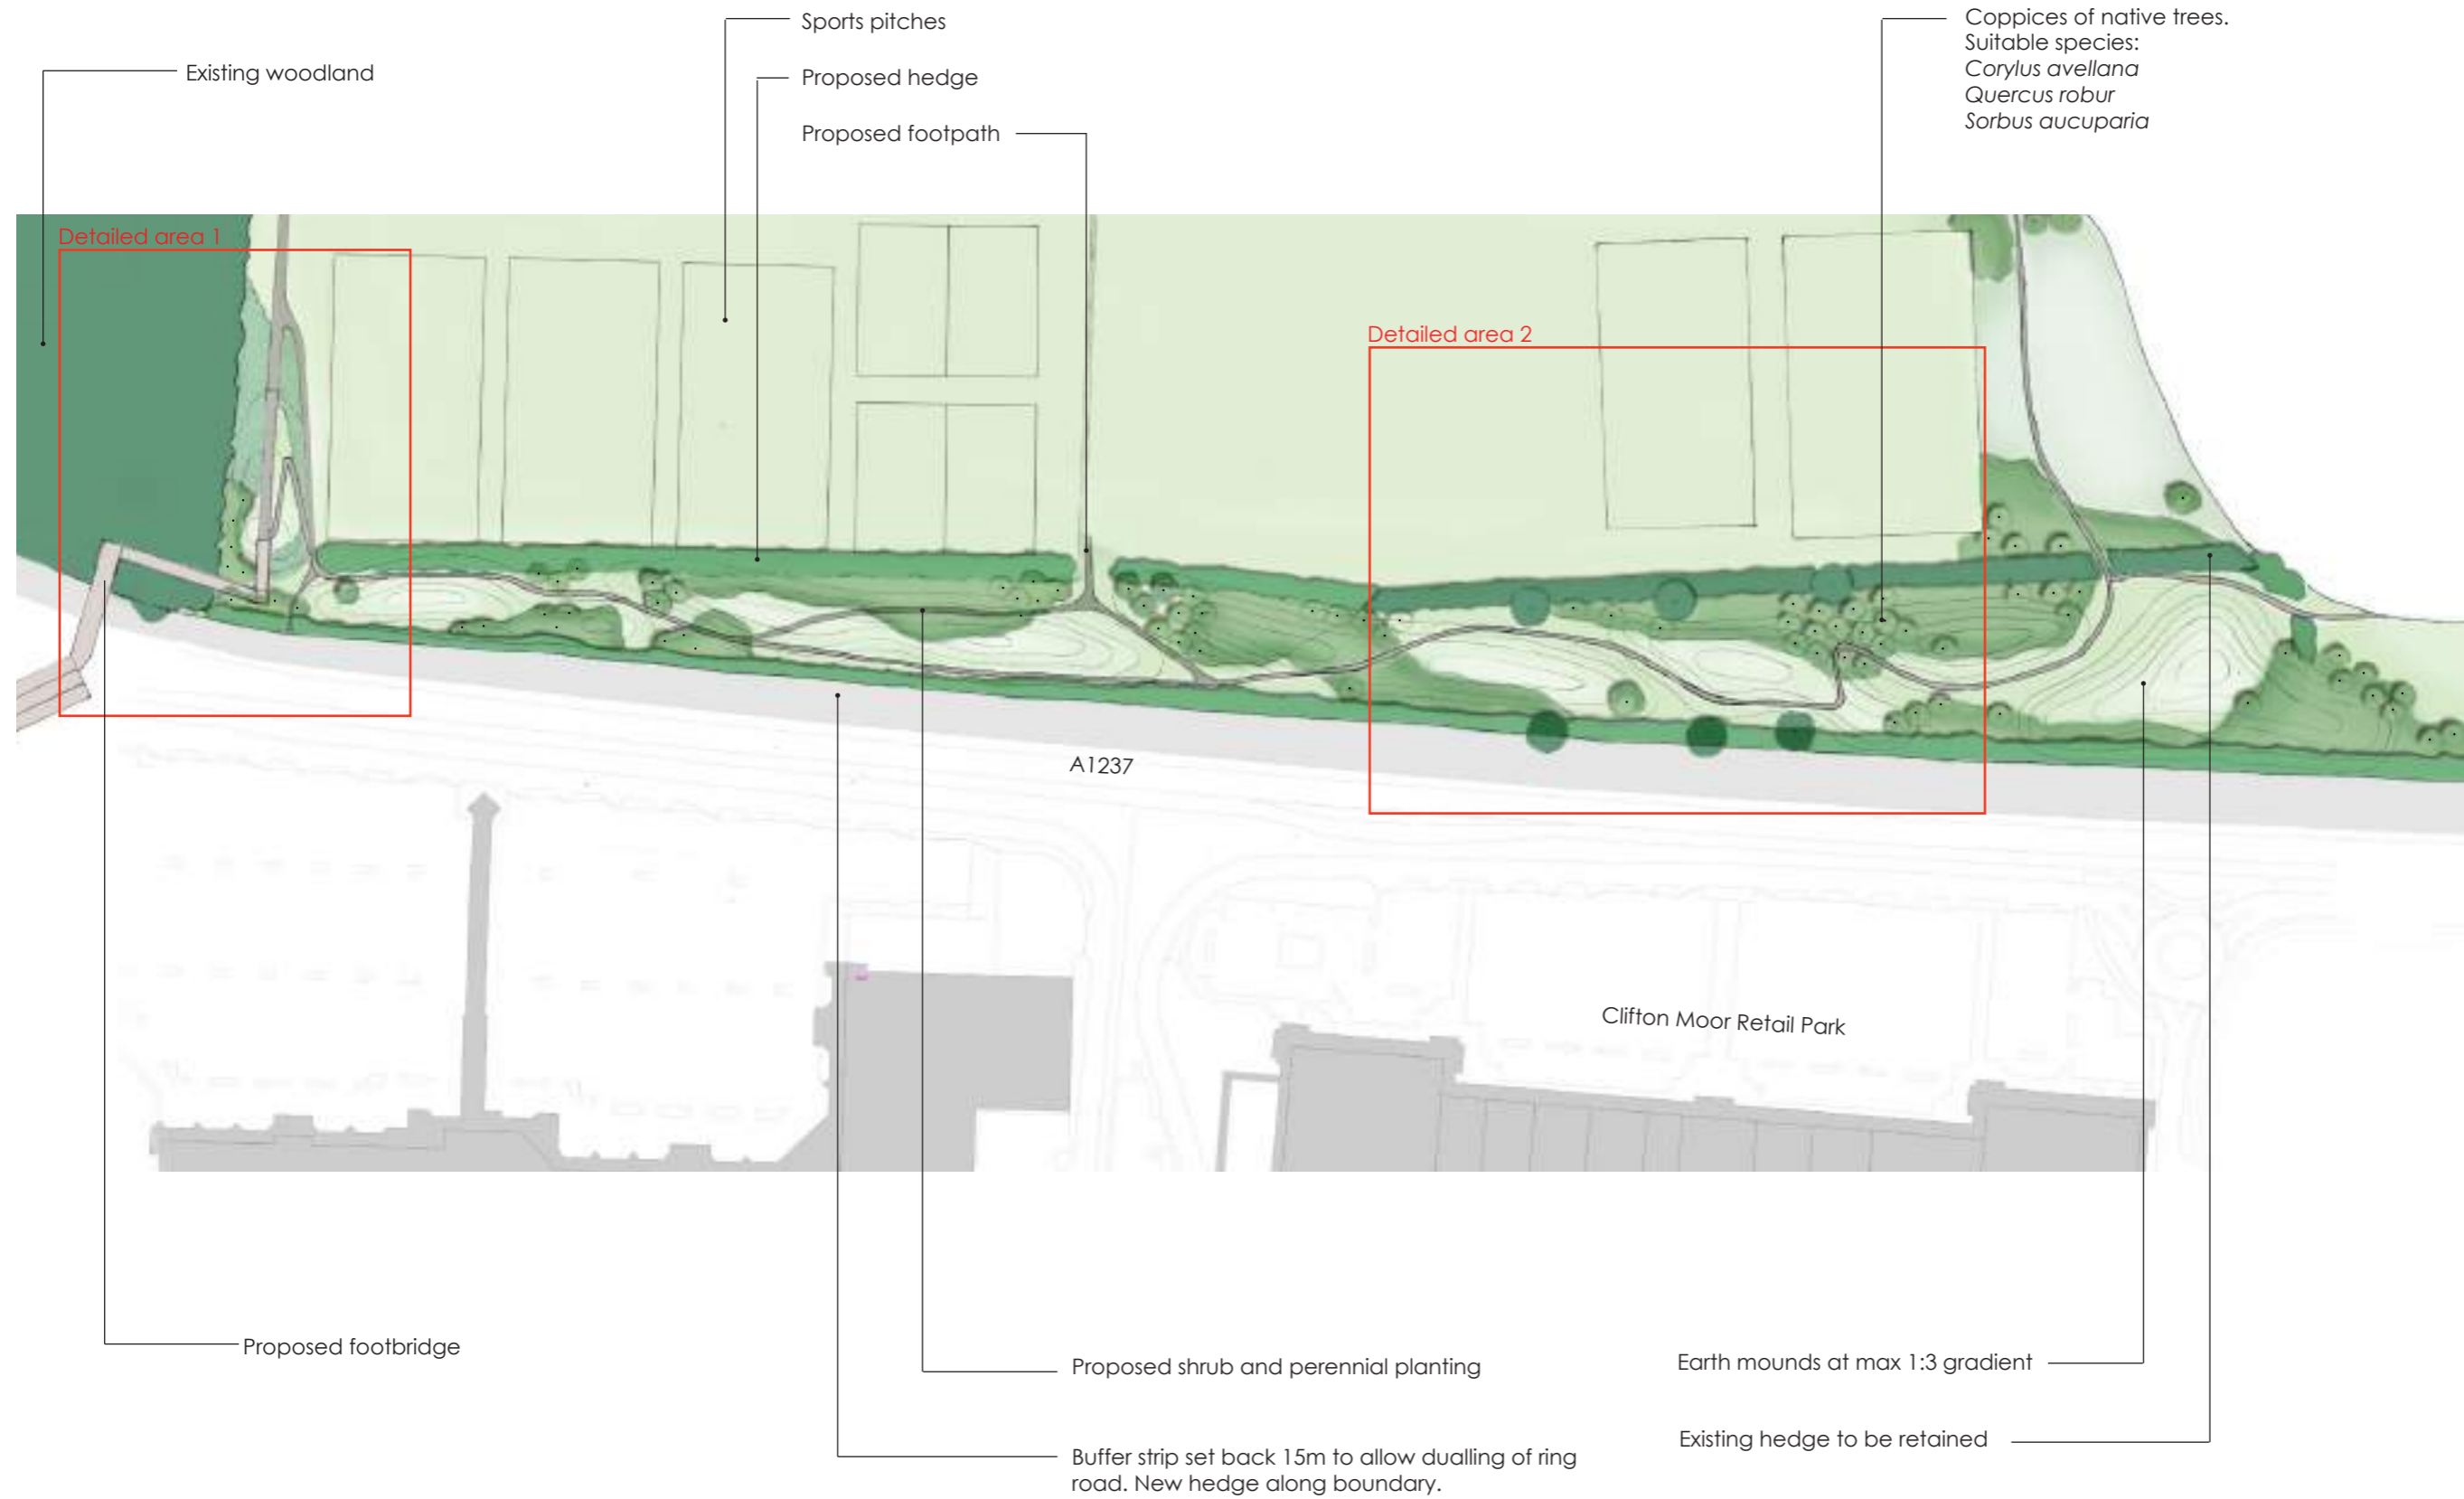 Sports pitches
Coppices of native trees.
Suitable species:
Corylus avellana
Quercus robur
Sorbus aucuparia
Existing woodland
Proposed hedge
Proposed footpath
Detailed area 1
Detailed area 2
A1237
Clifton Moor Retail Park
Proposed footbridge
Proposed shrub and perennial planting
Earth mounds at max 1:3 gradient
Existing hedge to be retained
Buffer strip set back 15m to allow dualling of ring
road. New hedge along boundary.